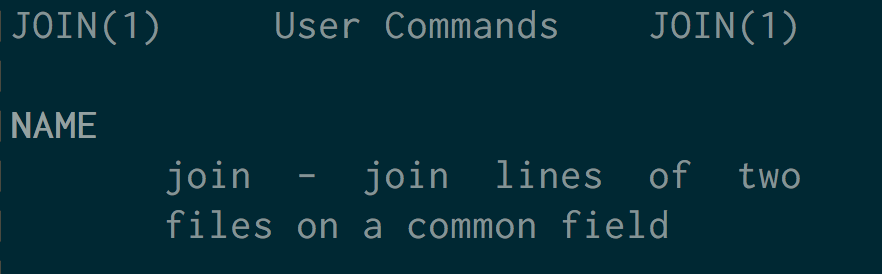 JOIN(1) User Commands JOIN(1)
NAME
join - join lines of two
files on a common field